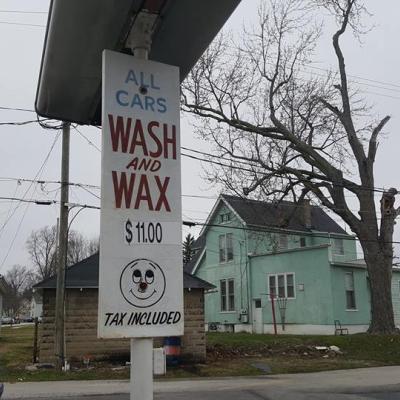 ALL
CARS
WASH
AND
WAX
$ 11.00
TAX INCLUDED